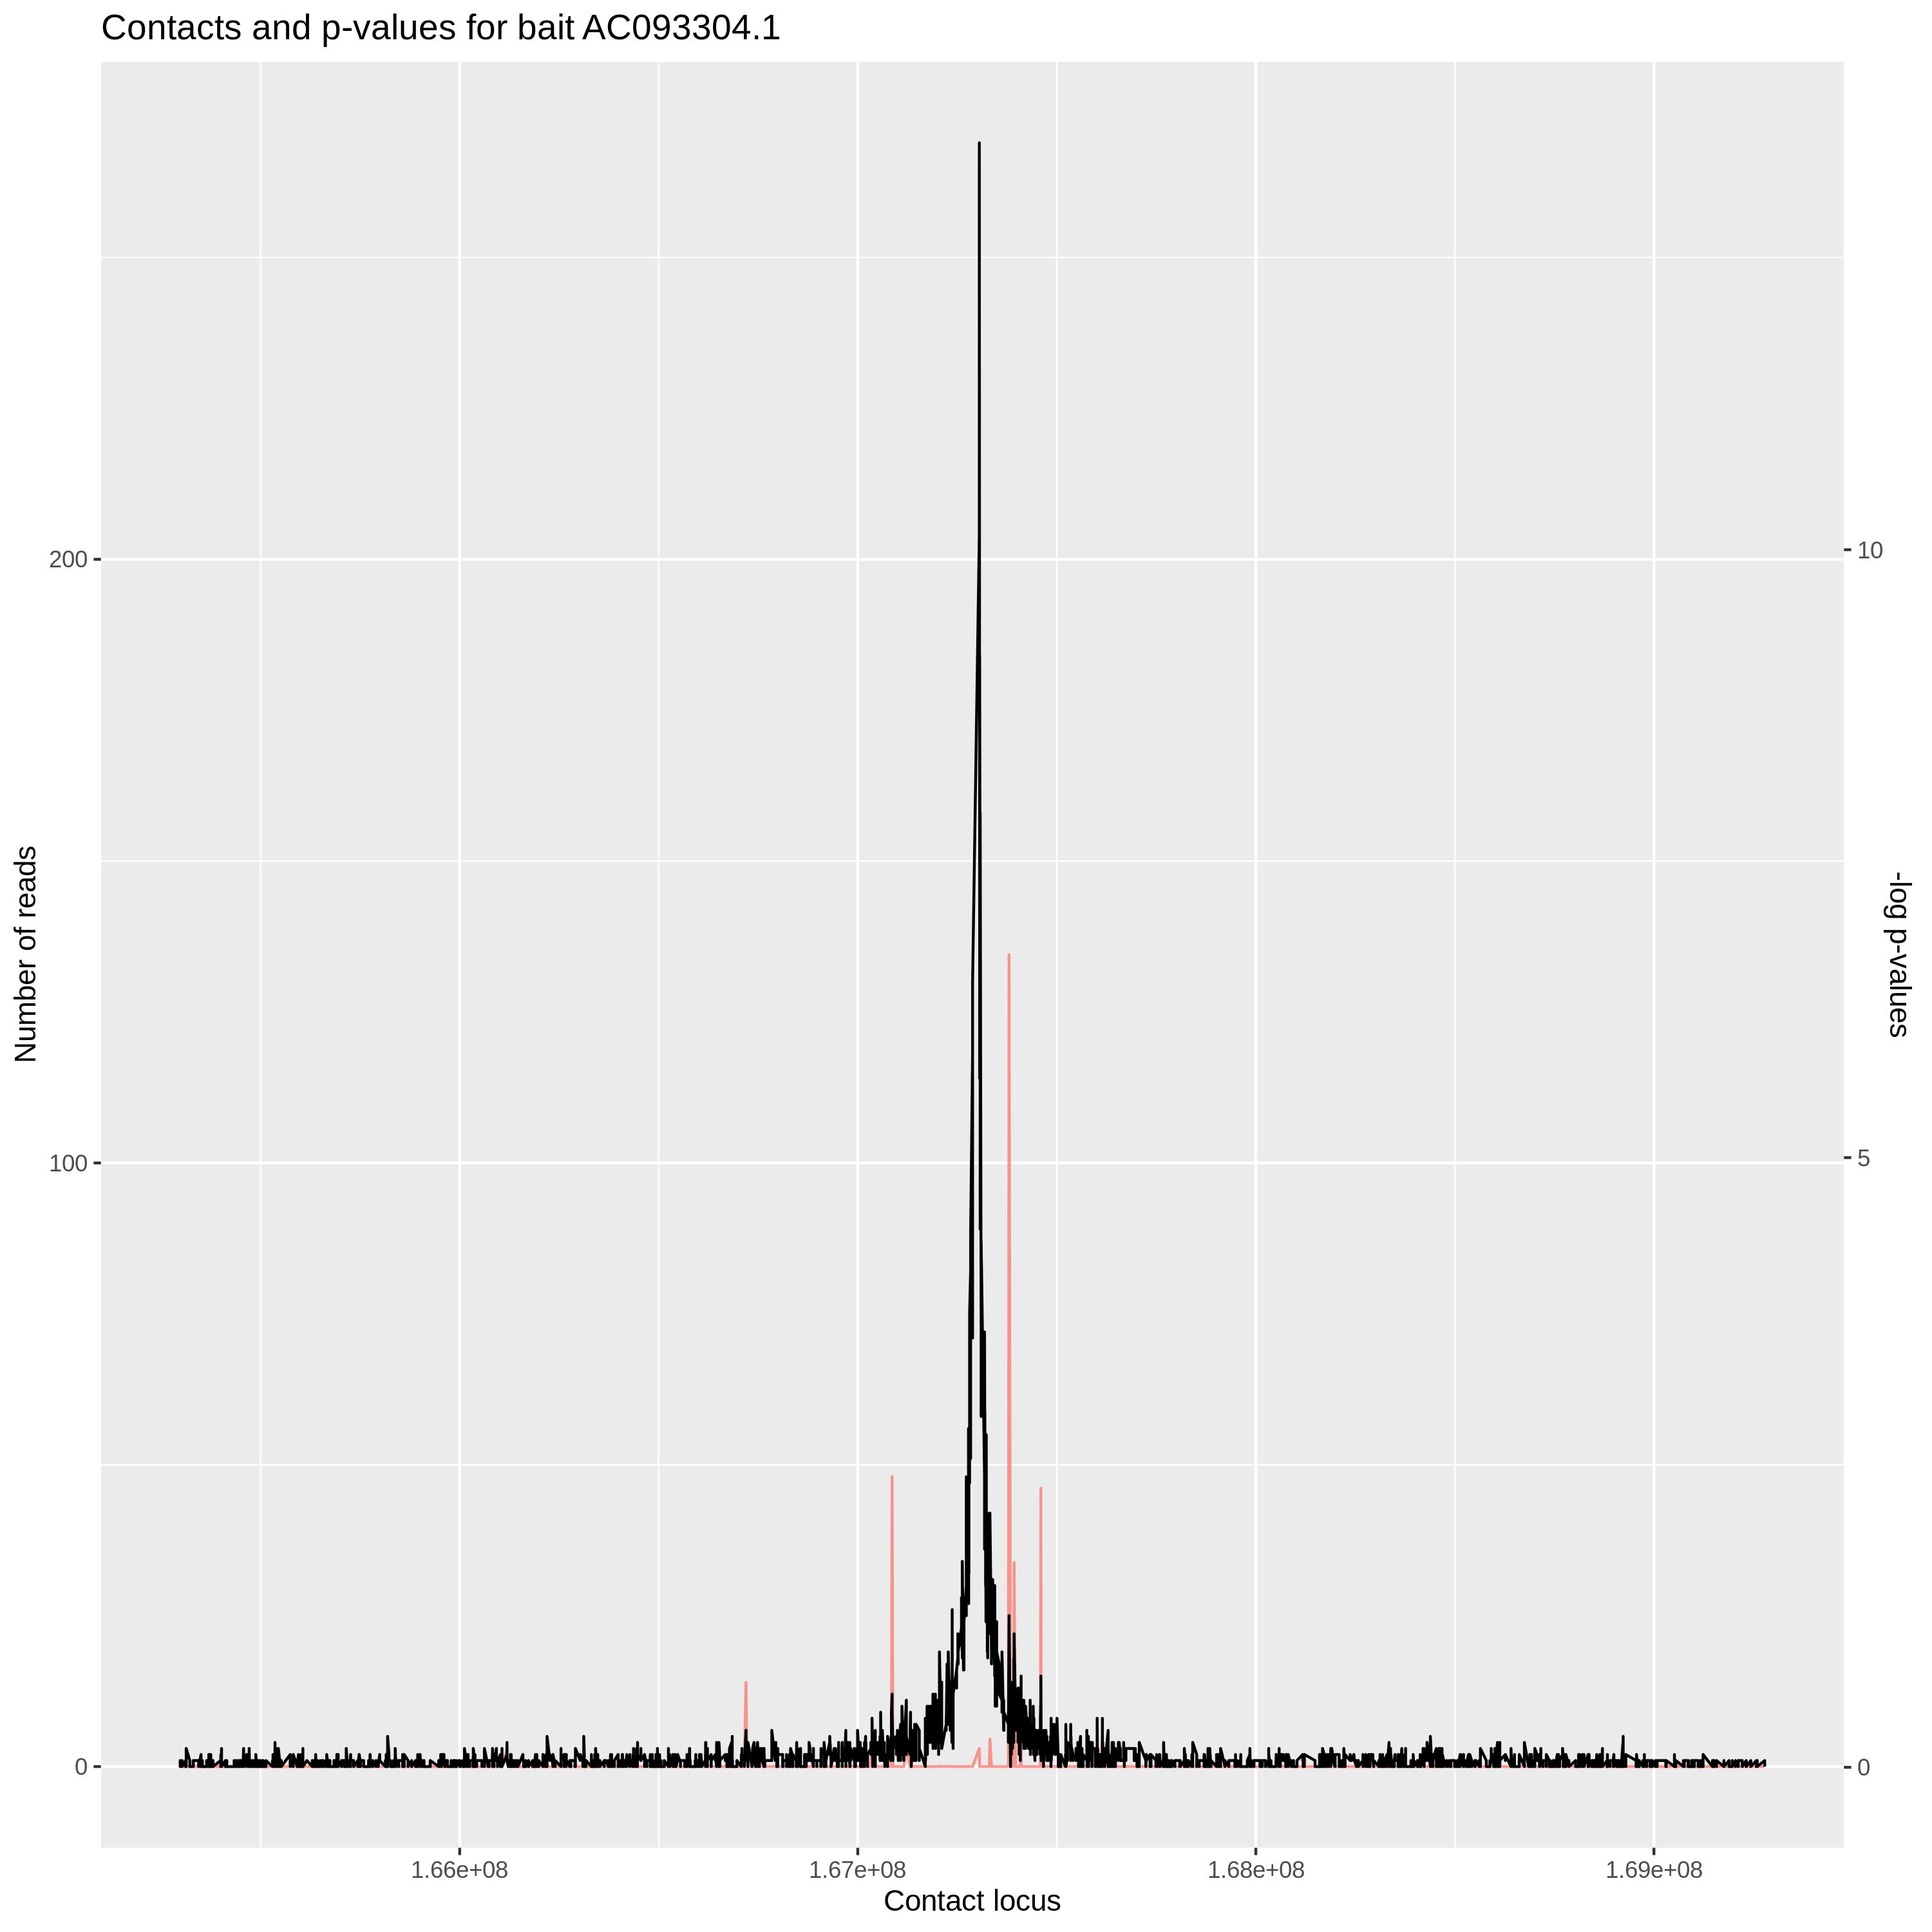 Contacts and p-values for bait AC093304.1
200
100
0
Number of reads
10
5
0
-log p-values
1.66e+08
1.67e+08
1.68e+08
1.69e+08
Contact locus